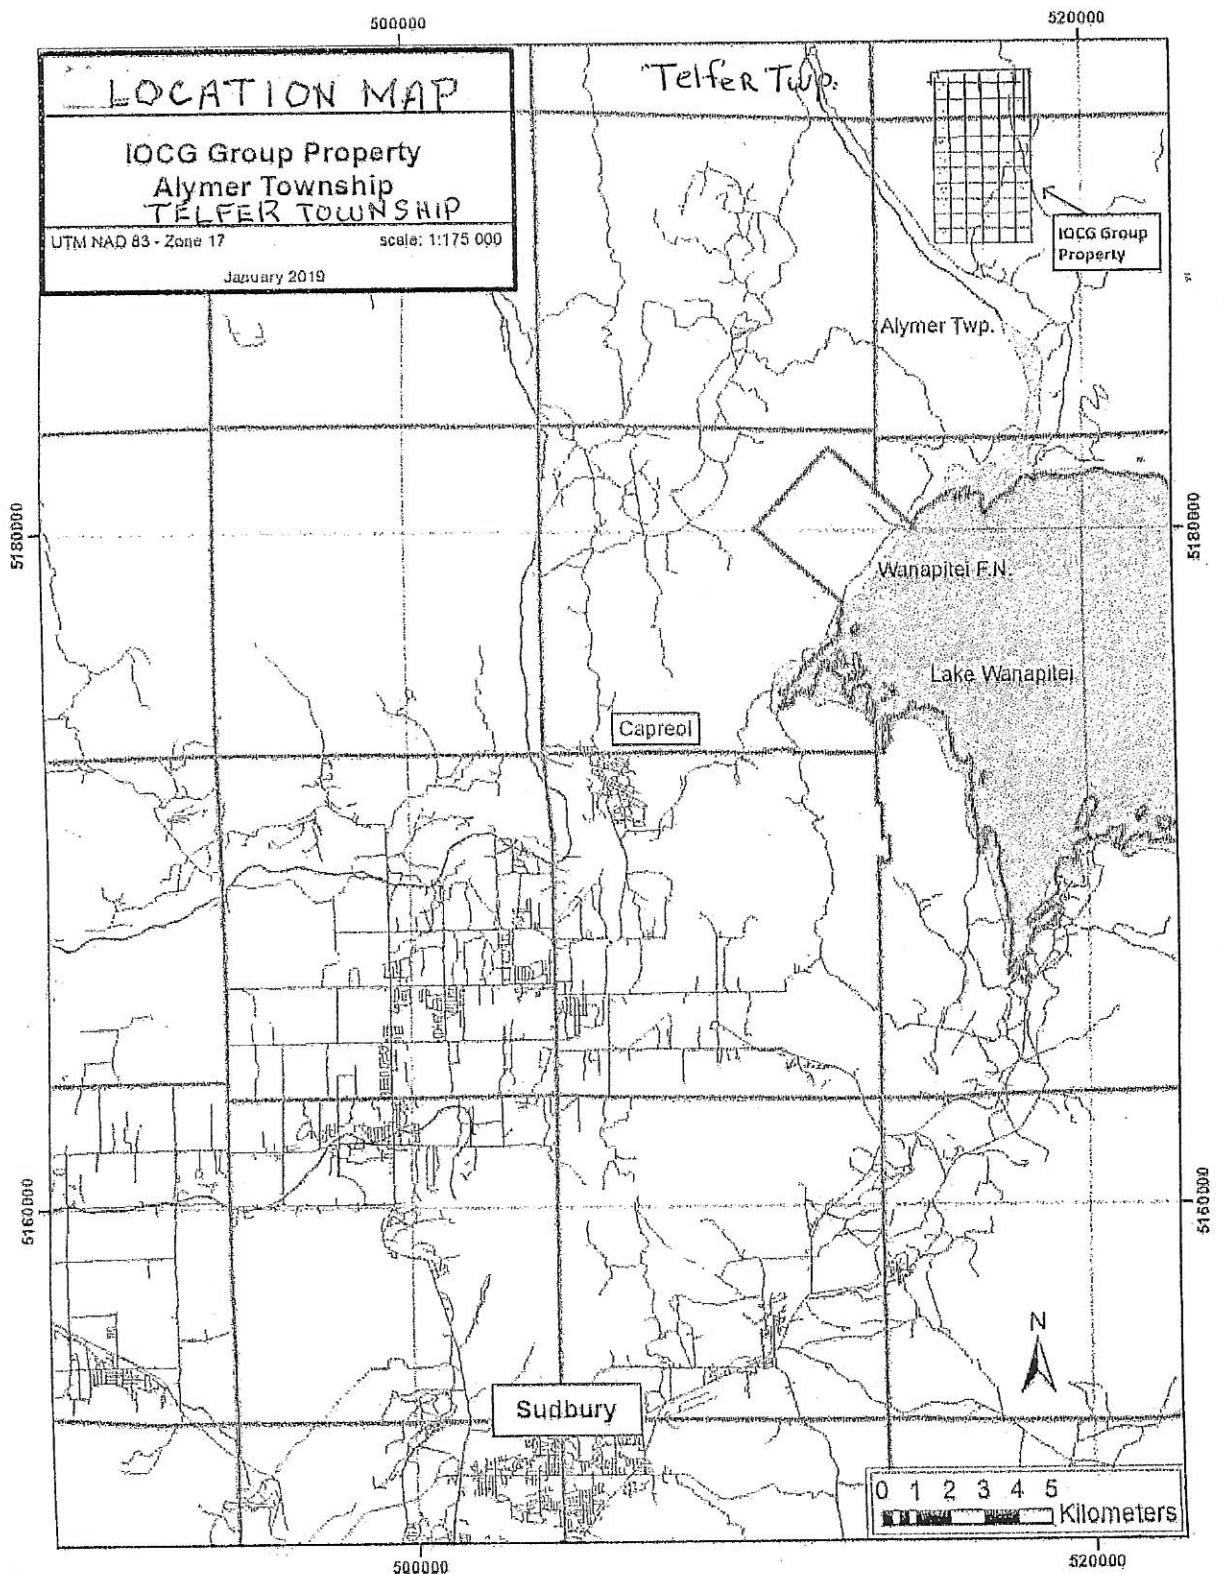 500000
520000
LOCATION MAP
IOCG Group Property
Alymer Township
TELFER TOWNSHIP
UTM NAD 83 - Zone 17
scale: 1:175 000
January 2019
Telfer Twp.
IOCG Group
Property
Alymer Twp.
5180000
5180000
Wanapitei F.N.
Lake Wanapitei
Capreol
5160000
5160000
N
Sudbury
0 1 2 3 4 5
Kilometers
500000
520000